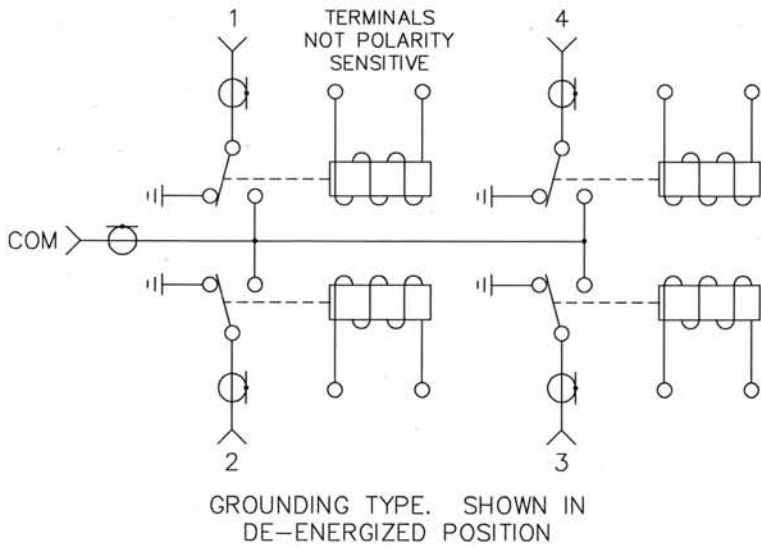 1
TERMINALS
NOT POLARITY
SENSITIVE
4
COM
2
3
GROUNDING TYPE. SHOWN IN
DE-ENERGIZED POSITION